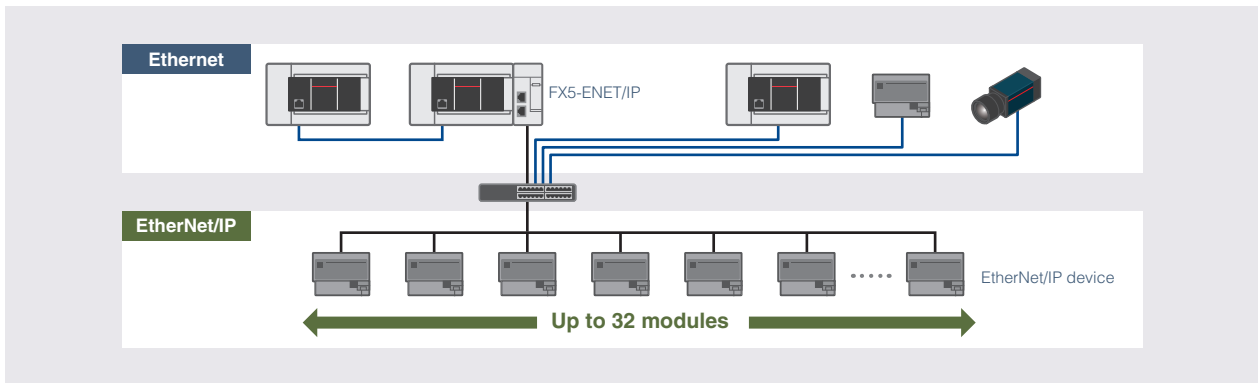 Ethernet
FX5-ENET/IP
EtherNet/IP
EtherNet/IP device
Up to 32 modules